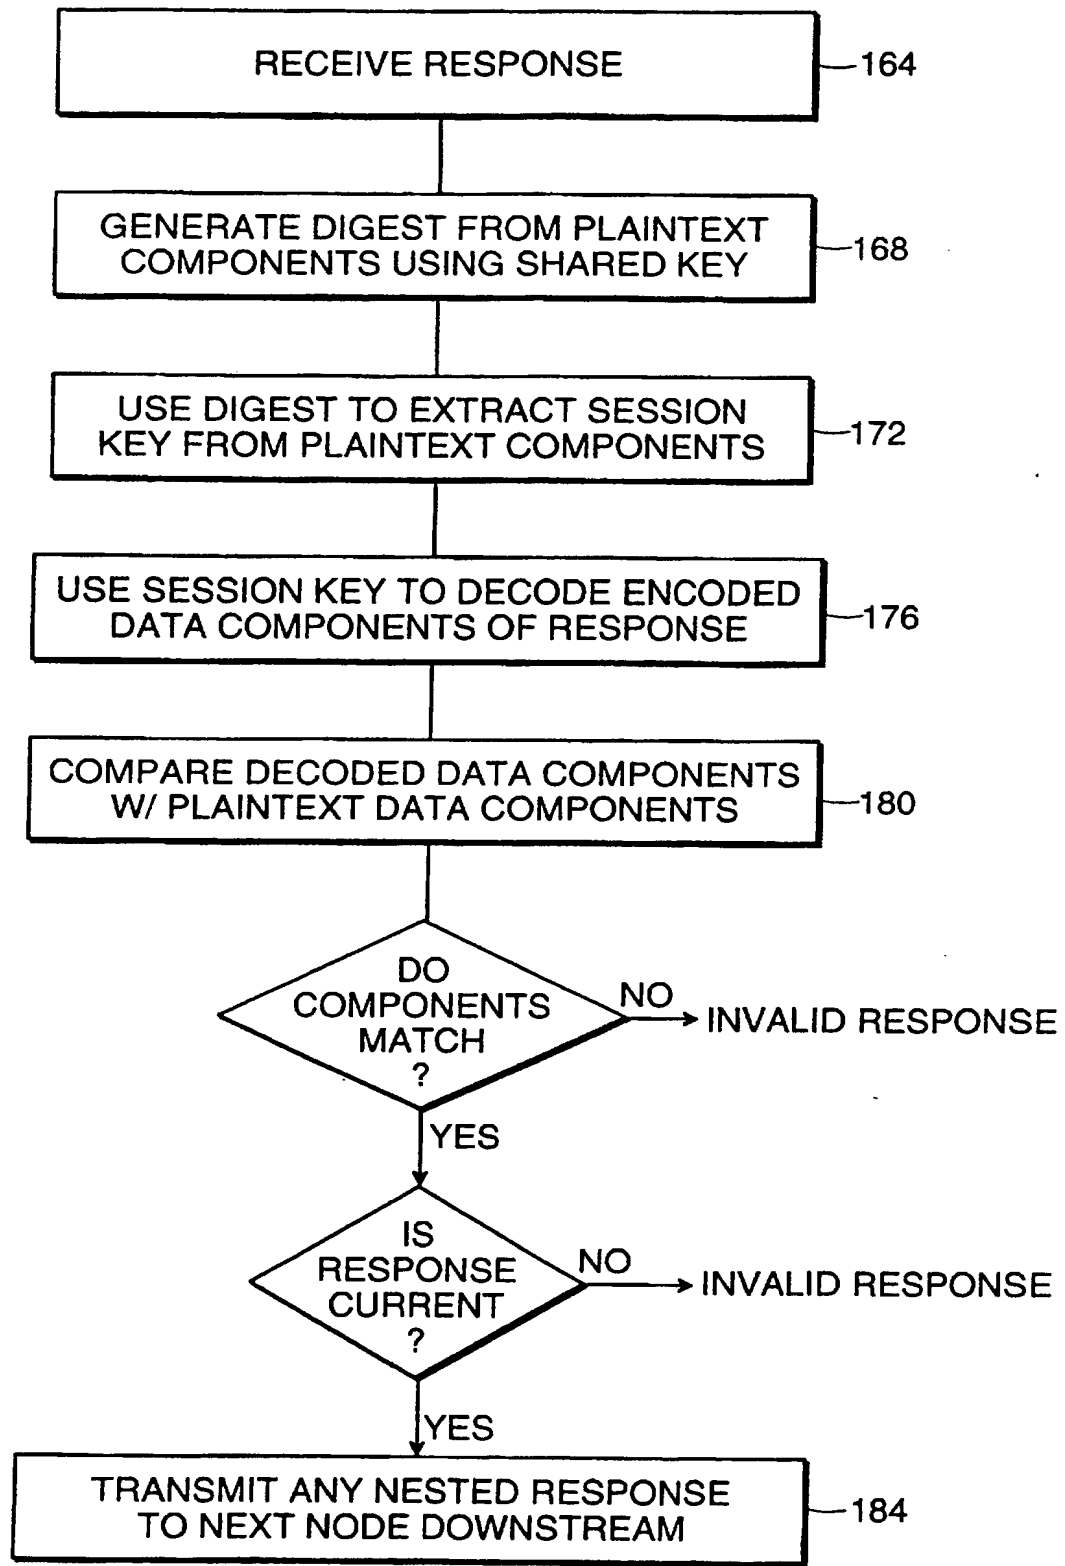 RECEIVE RESPONSE
164
GENERATE DIGEST FROM PLAINTEXT
COMPONENTS USING SHARED KEY
168
USE DIGEST TO EXTRACT SESSION
KEY FROM PLAINTEXT COMPONENTS
172
USE SESSION KEY TO DECODE ENCODED
DATA COMPONENTS OF RESPONSE
176
COMPARE DECODED DATA COMPONENTS
W/ PLAINTEXT DATA COMPONENTS
180
DO
COMPONENTS
MATCH
?
NO
INVALID RESPONSE
YES
IS
RESPONSE
CURRENT
?
NO
INVALID RESPONSE
YES
TRANSMIT ANY NESTED RESPONSE
TO NEXT NODE DOWNSTREAM
184